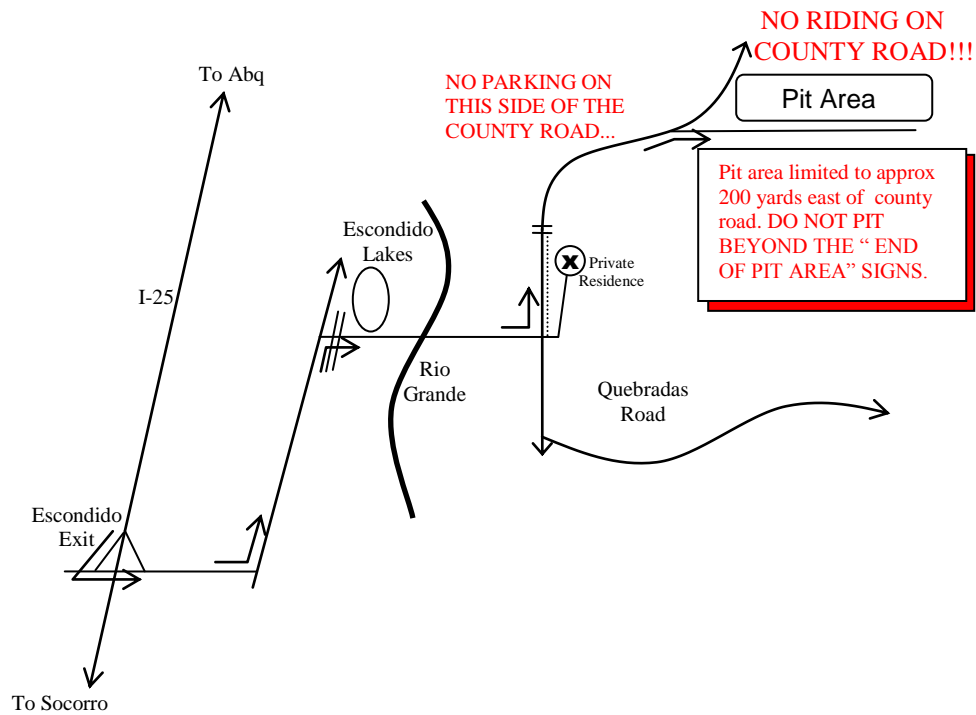 NO RIDING ON
COUNTY ROAD!!!
To Abq
NO PARKING ON
THIS SIDE OF THE
COUNTY ROAD...
Pit Area
Pit area limited to approx
200 yards east of county
road. DO NOT PIT
BEYOND THE “ END
OF PIT AREA” SIGNS.
Escondido
Lakes
X
Private
Residence
I-25
Rio
Grande
Quebradas
Road
Escondido
Exit
To Socorro